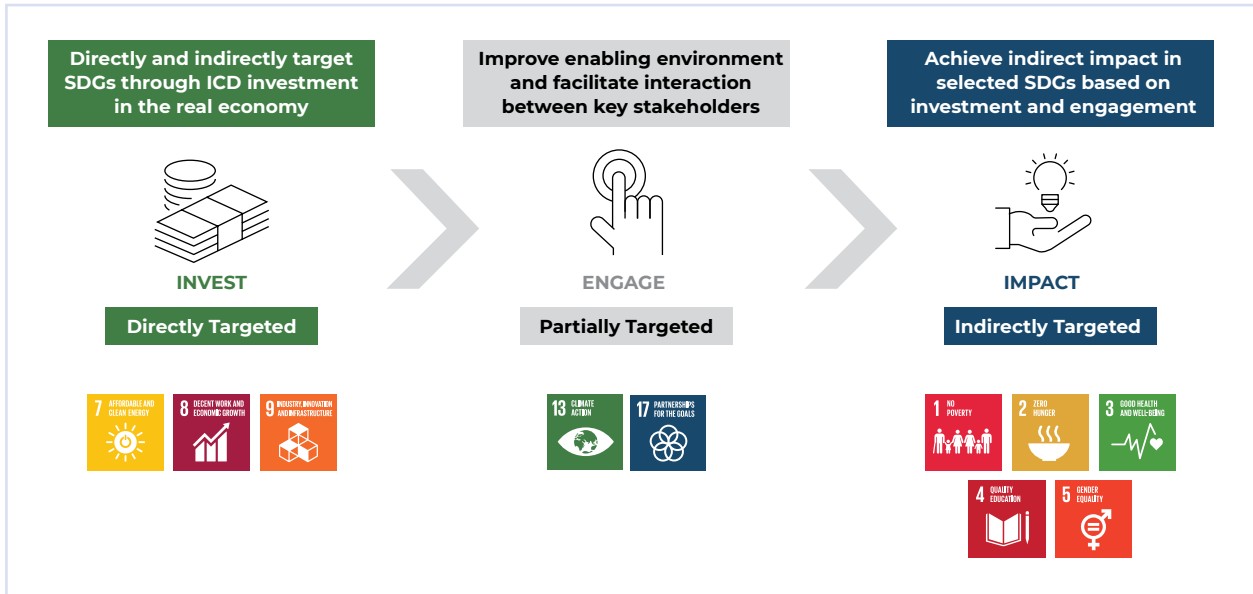 Directly and indirectly target
SDGs through ICD investment
in the real economy
Improve enabling environment
and facilitate interaction
between key stakeholders
Achieve indirect impact in
selected SDGs based on
investment and engagement
INVEST
ENGAGE
IMPACT
Directly Targeted
Partially Targeted
Indirectly Targeted
7 AFFORDABLE AND
CLEAN ENERGY
8 DECENT WORK AND
ECONOMIC GROWTH
9 INDUSTRY, INNOVATION
AND INFRASTRUCTURE
13 CLIMATE
ACTION
17 PARTNERSHIPS
FOR THE GOALS
1 NO
POVERTY
2 ZERO
HUNGER
3 GOOD HEALTH
AND WELL-BEING
4 QUALITY
EDUCATION
5 GENDER
EQUALITY